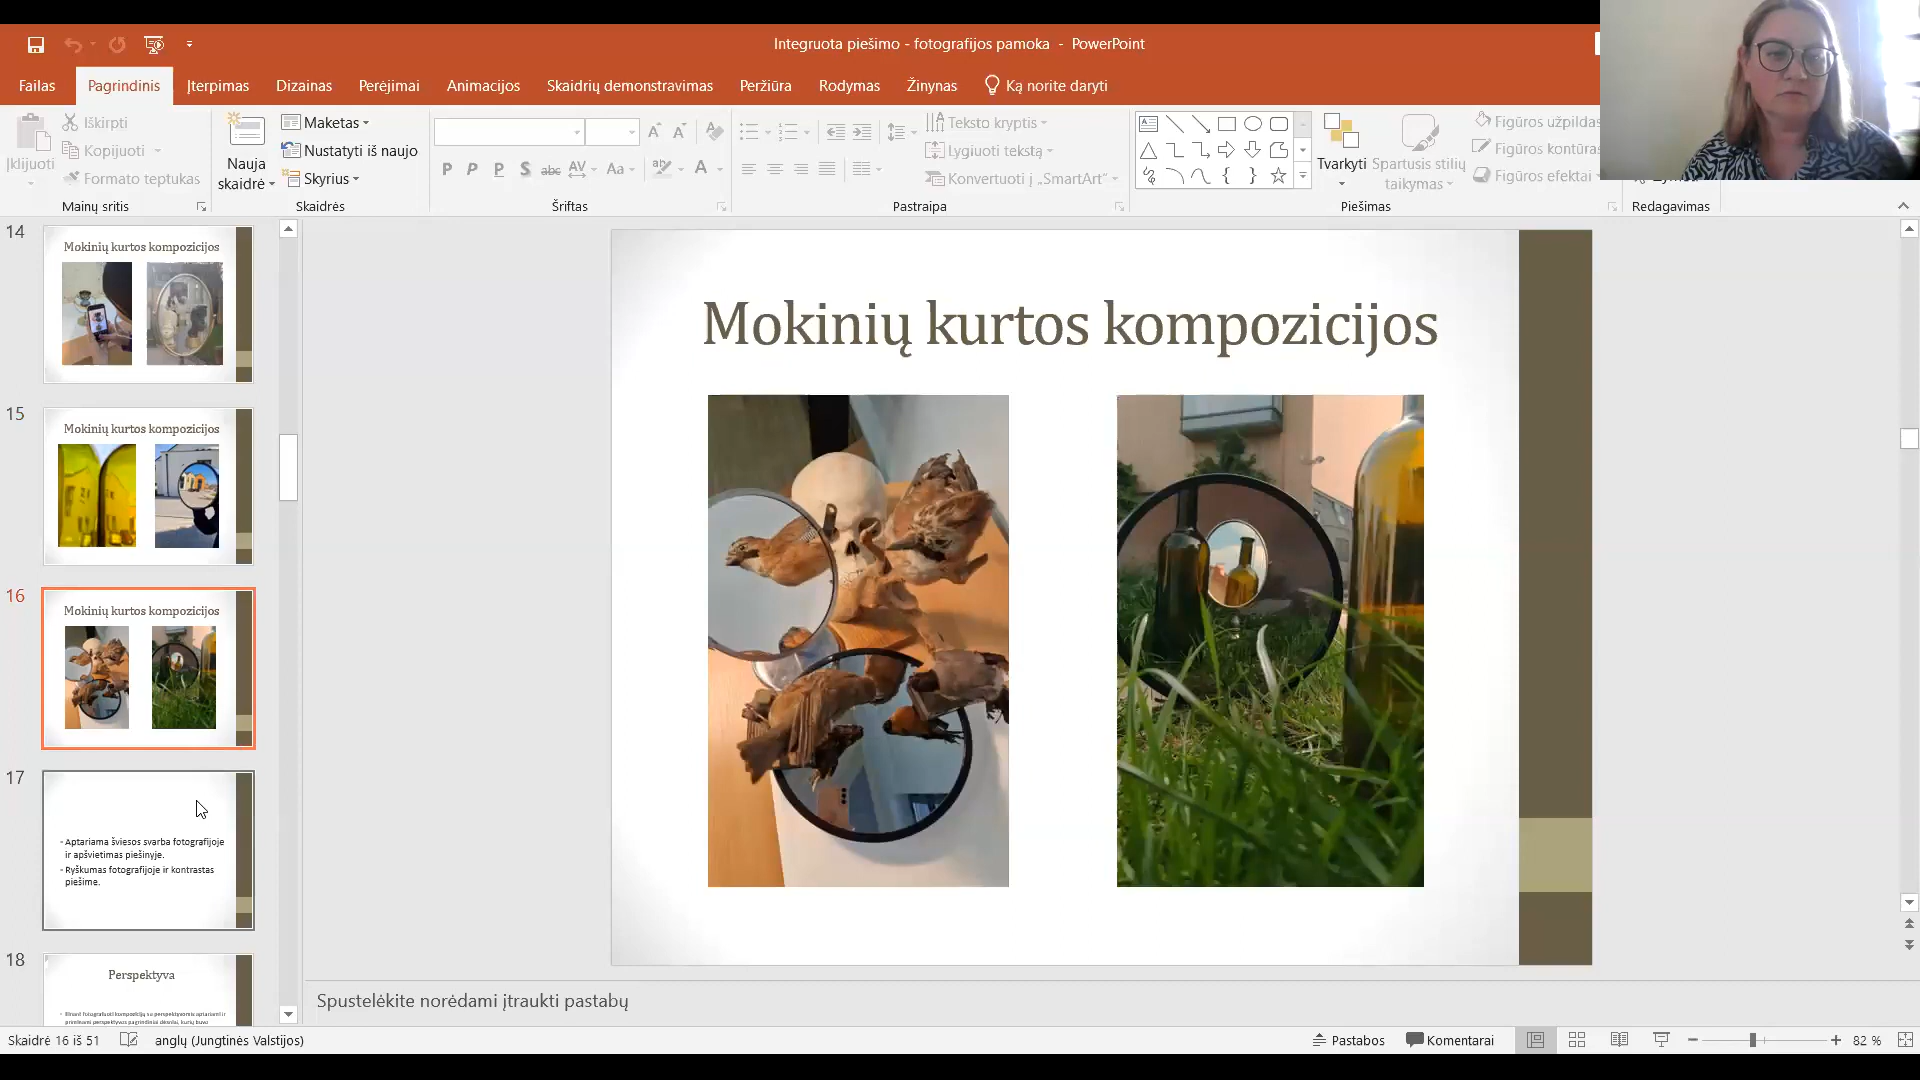 Integruota piešimo - fotografijos pamoka - PowerPoint
Failas
Pagrindinis
Įterpimas
Dizainas
Perėjimai
Animacijos
Skaidrių demonstravimas
Peržiūra
Rodymas
Žinynas
Ką norite daryti
Įklijuoti
Iškirpti
Kopijuoti
Formato teptukas
Mainų sritis
Nauja
skaidrė
Maketas
Nustatyti iš naujo
Skyrius
Skaidrės
P P P S abc AV Aa A
Šriftas
Teksto kryptis
Lygiuoti tekstą
Konvertuoti į „SmartArt“
Pastraipa
Tvarkyti
Spartusis stilių
taikymas
Figūros užpildas
Figūros kontūras
Figūros efektai
Piešimas
Redagavimas
14
Mokinių kurtos kompozicijos
15
Mokinių kurtos kompozicijos
16
Mokinių kurtos kompozicijos
17
- Aptariama šviesos svarba fotografijoje
ir apšvietimas piešinyje.
- Ryškumas fotografijoje ir kontrastas
piešime.
18
Perspektyva
Mokinių kurtos kompozicijos
Spustelėkite norėdami įtraukti pastabų
Skaidrė 16 iš 51
anglų (Jungtinės Valstijos)
Pastabos
Komentarai
82 %